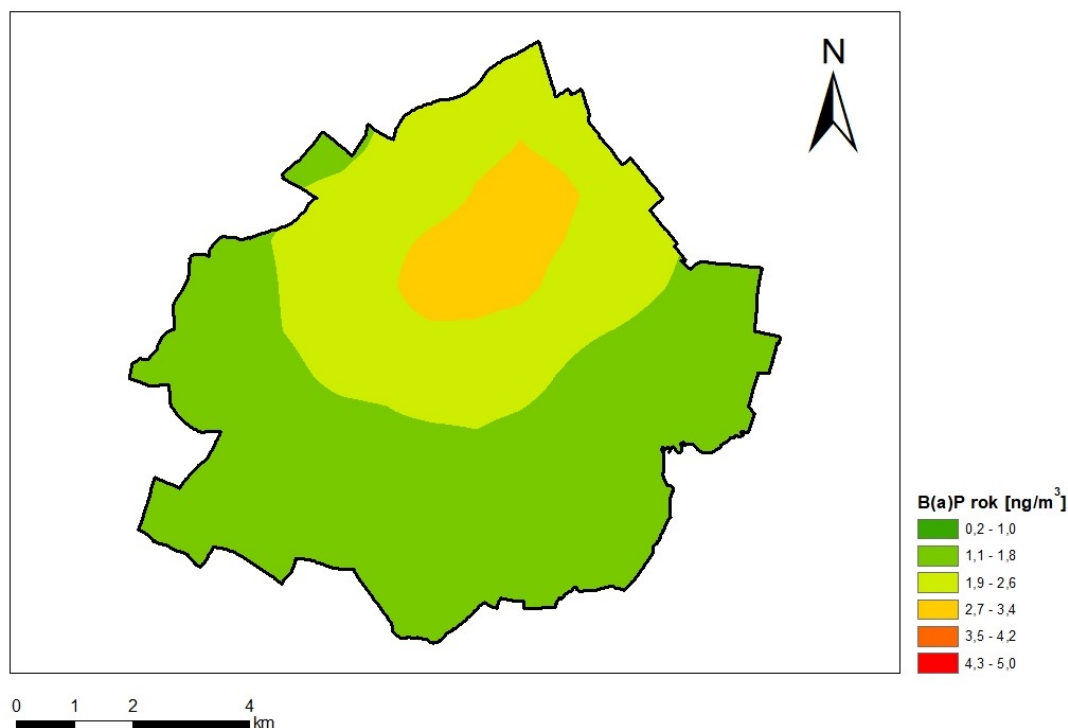 N
B(a)P rok [ng/m³]
0,2 - 1,0
1,1 - 1,8
1,9 - 2,6
2,7 - 3,4
3,5 - 4,2
4,3 - 5,0
0 1 2 4
km